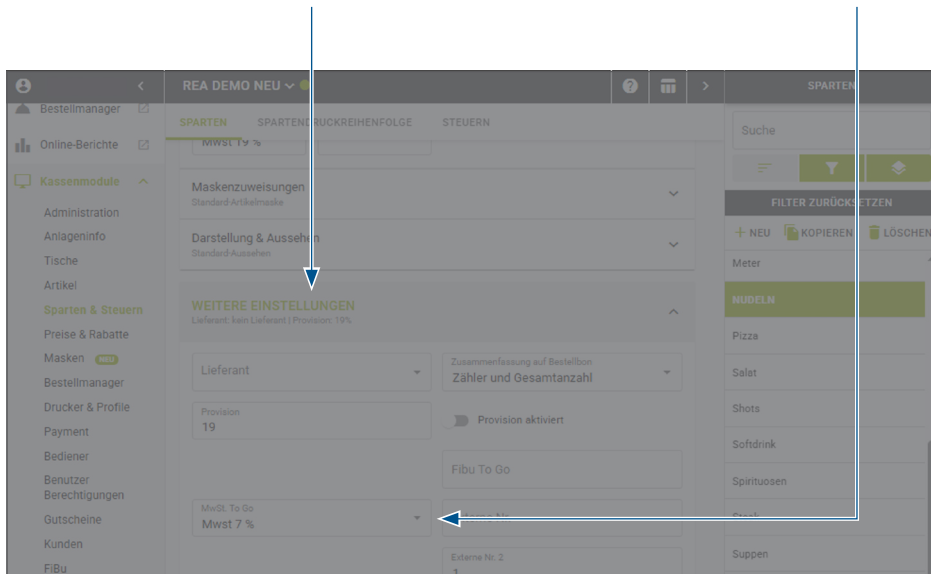 REA DEMO NEU
SPARTEN
Bestellmanager
Online-Berichte
Kassenmodule
Administration
Anlageninfo
Tische
Artikel
Sparten & Steuern
Preise & Rabatte
Masken NEU
Bestellmanager
Drucker & Profile
Payment
Bediener
Benutzer
Berechtigungen
Gutscheine
Kunden
FiBu
SPARTEN SPARTENDRUCKREIHENFOLGE STEUERN
Mwst 19 %
Maskenzuweisungen
Standard-Artikelmaske
Darstellung & Aussehen
Standard-Aussehen
WEITERE EINSTELLUNGEN
Lieferant: kein Lieferant | Provision: 19%
Lieferant
Zusammenfassung auf Bestellbon
Zähler und Gesamtanzahl
Provision
19
Provision aktiviert
Fibu To Go
MwSt. To Go
Mwst 7 %
Externe Nr.
Externe Nr. 2
1
Suche
FILTER ZURÜCKSETZEN
+ NEU KOPIEREN LÖSCHEN
Meter
NUDELN
Pizza
Salat
Shots
Softdrink
Spirituosen
Steak
Suppen